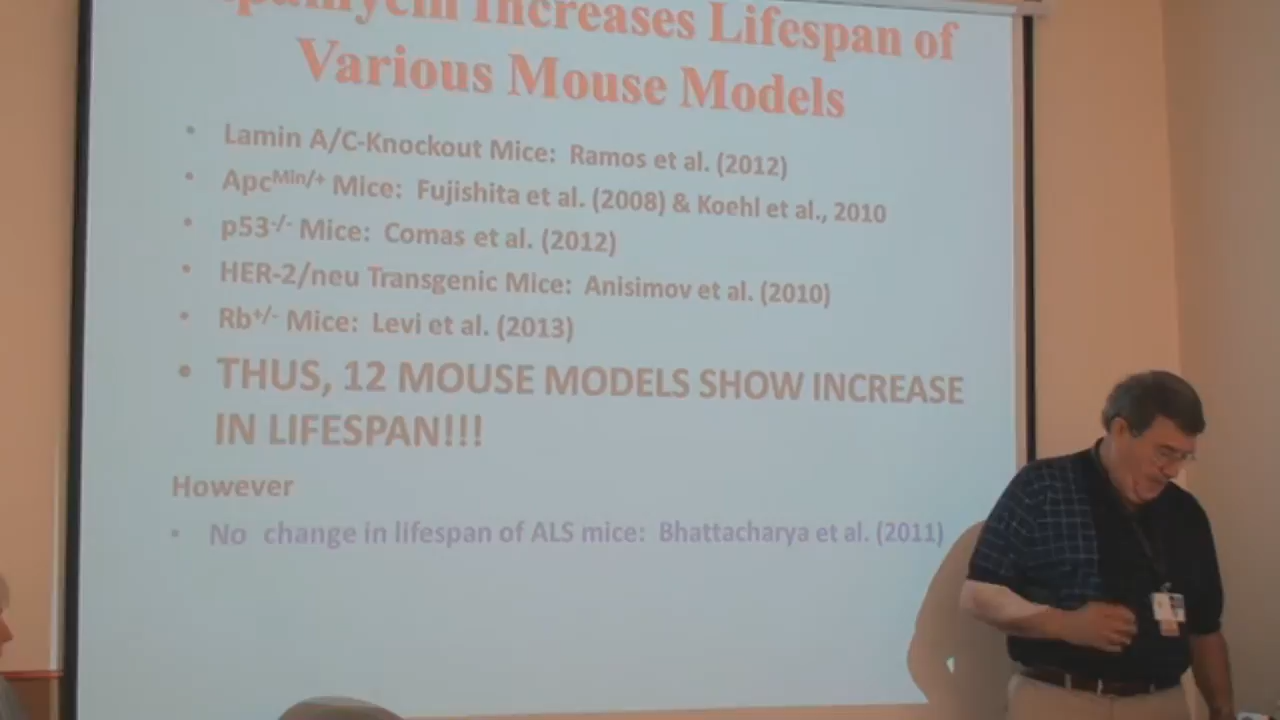 Increases Lifespan of
Various Mouse Models
• Lamin A/C-Knockout Mice: Ramos et al. (2012)
• Apc^Min/+ Mice: Fujishita et al. (2008) & Koehl et al., 2010
• p53^-/- Mice: Comas et al. (2012)
• HER-2/neu Transgenic Mice: Anisimov et al. (2010)
• Rb^+/- Mice: Levi et al. (2013)
• THUS, 12 MOUSE MODELS SHOW INCREASE
IN LIFESPAN!!!
However
• No change in lifespan of ALS mice: Bhattacharya et al. (2011)